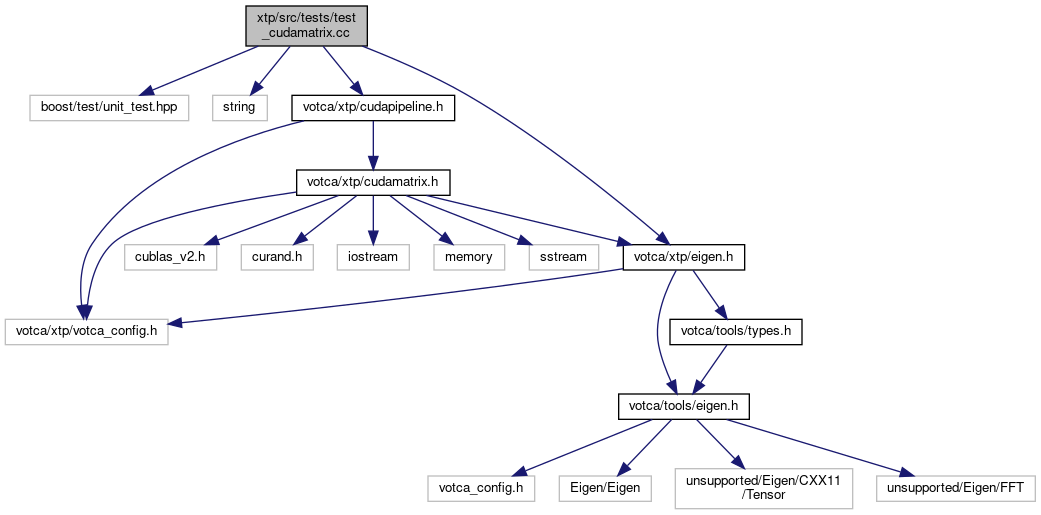 xtp/src/tests/test
_cudamatrix.cc
boost/test/unit_test.hpp
string
votca/xtp/cudapipeline.h
votca/xtp/cudamatrix.h
cublas_v2.h
curand.h
iostream
memory
sstream
votca/xtp/eigen.h
votca/xtp/votca_config.h
votca/tools/types.h
votca/tools/eigen.h
votca_config.h
Eigen/Eigen
unsupported/Eigen/CXX11
/Tensor
unsupported/Eigen/FFT